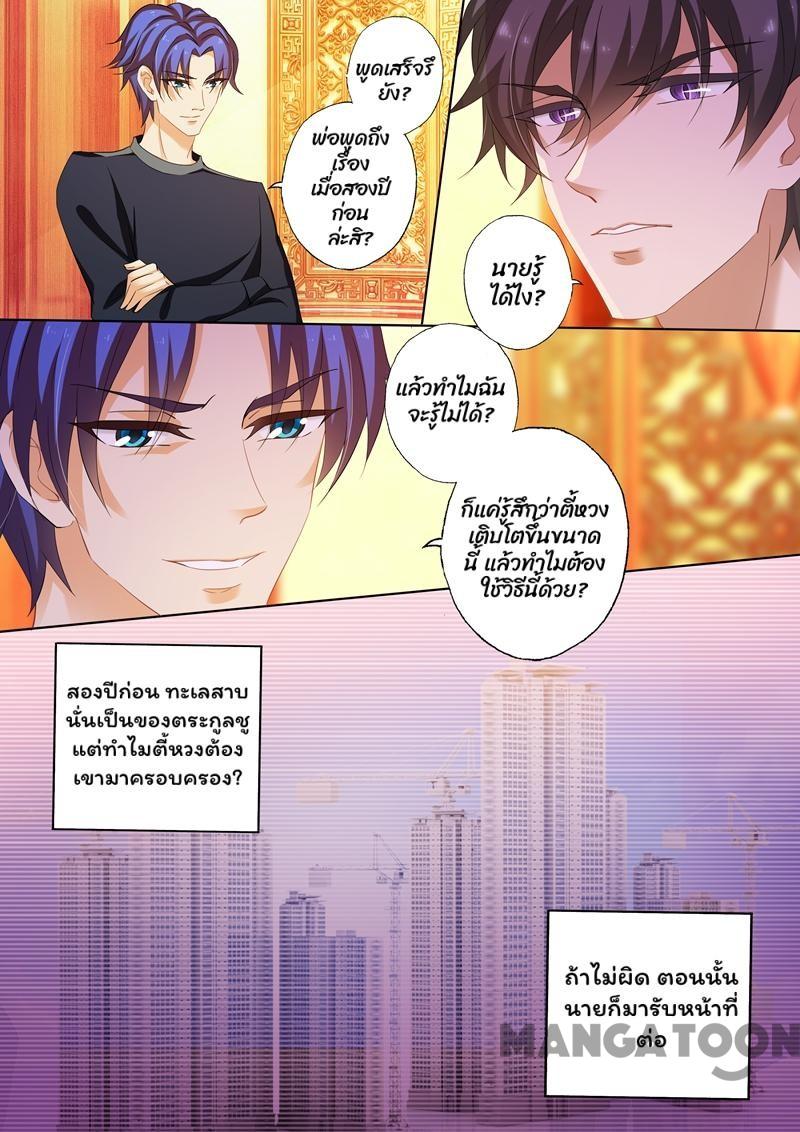 พูดเสร็จรึ
ยัง?
พ่อพูดถึง
เรื่อง
เมื่อสองปี
ก่อน
ล่ะสิ?
นายรู้
ได้ไง?
แล้วทำไมฉัน
จะรู้ไม่ได้?
ก็แค่รู้สึกว่าตี้หวง
เติบโตขึ้นขนาด
นี้ แล้วทำไมต้อง
ใช้วิธีนี้ด้วย?
สองปีก่อน ทะเลสาบ
นั่นเป็นของตระกูลชู
แต่ทำไมตี้หวงต้อง
เขามาครอบครอง?
ถ้าไม่ผิด ตอนนั้น
นายก็มารับหน้าที่
ต่อ
MANGATOON